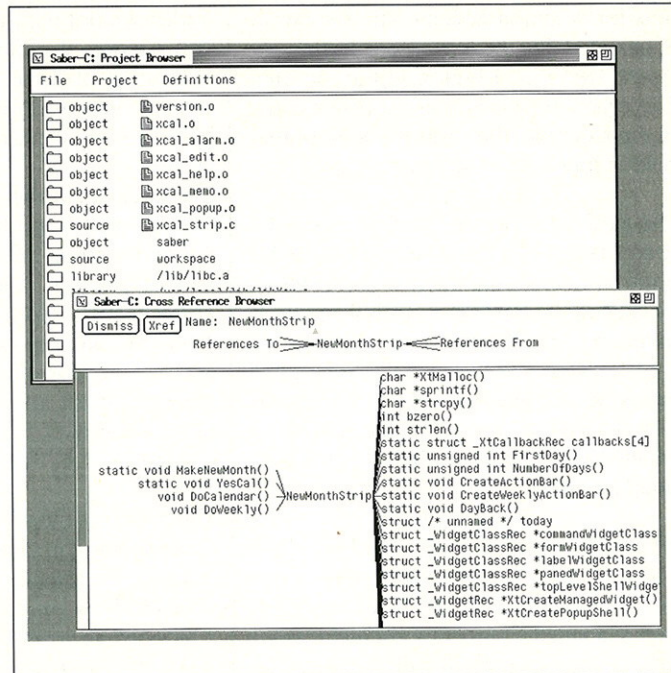 Saber-C: Project Browser
File Project Definitions
object version.o
object xcal.o
object xcal_alarm.o
object xcal_edit.o
object xcal_help.o
object xcal_memo.o
object xcal_popup.o
source xcal_strip.c
object saber
source workspace
library /lib/libc.a
Saber-C: Cross Reference Browser
Dismiss Xref Name: NewMonthStrip
References To NewMonthStrip References From
static void MakeNewMonth()
static void YesCal()
void DoCalendar()
void DoWeekly()
NewMonthStrip
char *XtMalloc()
char *sprintf()
char *strcpy()
int bzero()
int strlen()
static struct _XtCallbackRec callbacks[4]
static unsigned int FirstDay()
static unsigned int NumberOfDays()
static void CreateActionBar()
static void CreateWeeklyActionBar()
static void DayBack()
struct /* unnamed */ today
struct _WidgetClassRec *commandWidgetClass
struct _WidgetClassRec *formWidgetClass
struct _WidgetClassRec *labelWidgetClass
struct _WidgetClassRec *panedWidgetClass
struct _WidgetClassRec *topLevelShellWidge
struct _WidgetRec *XtCreateManagedWidget()
struct _WidgetRec *XtCreatePopupShell()